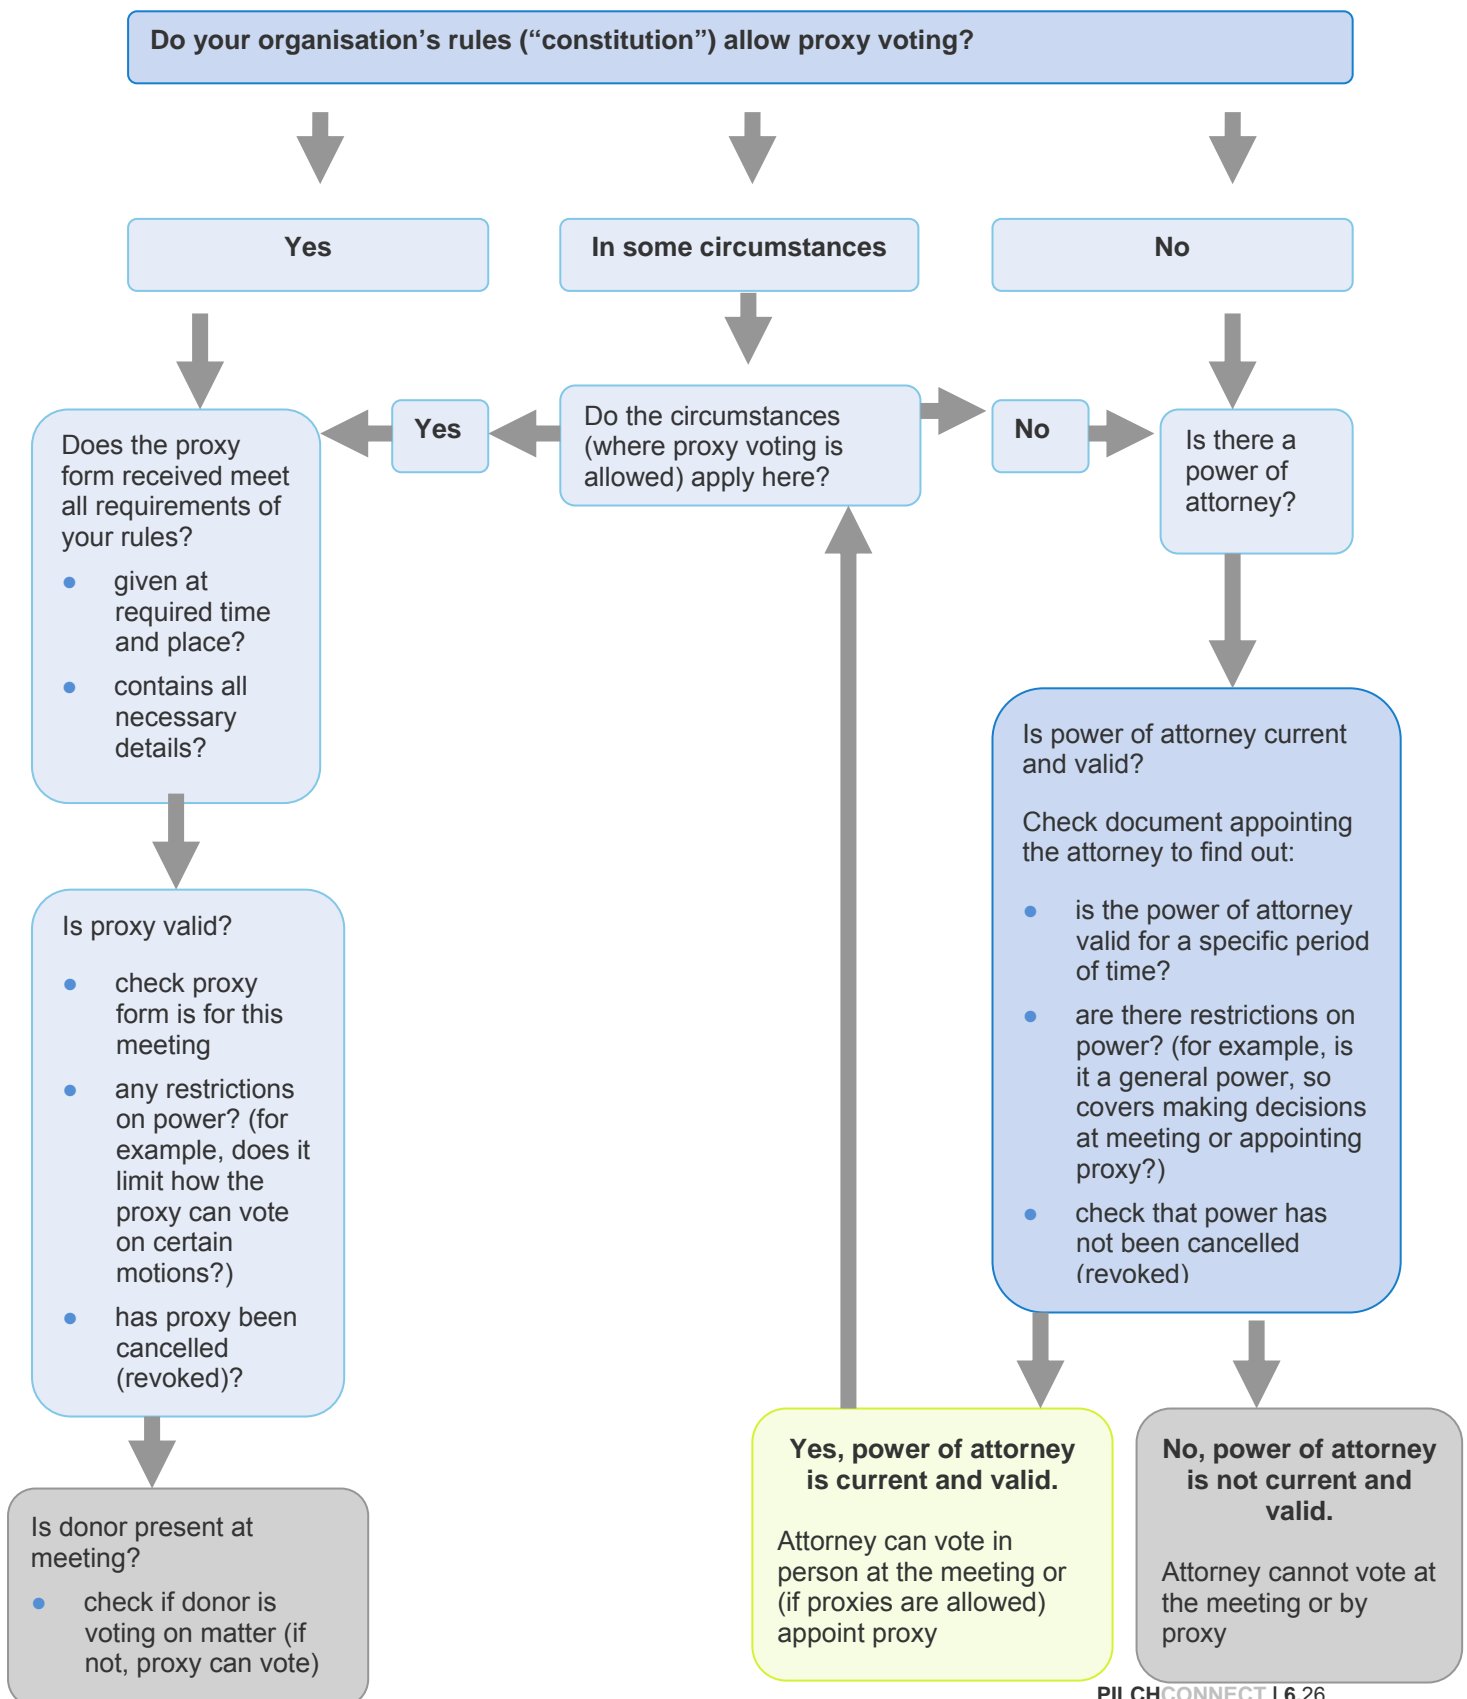 Do your organisation’s rules (“constitution”) allow proxy voting?
Yes
In some circumstances
No
Does the proxy
form received meet
all requirements of
your rules?
● given at
required time
and place?
● contains all
necessary
details?
Yes
Do the circumstances
(where proxy voting is
allowed) apply here?
No
Is there a
power of
attorney?
Is proxy valid?
● check proxy
form is for this
meeting
● any restrictions
on power? (for
example, does it
limit how the
proxy can vote
on certain
motions?)
● has proxy been
cancelled
(revoked)?
Is power of attorney current
and valid?
Check document appointing
the attorney to find out:
● is the power of attorney
valid for a specific period
of time?
● are there restrictions on
power? (for example, is
it a general power, so
covers making decisions
at meeting or appointing
proxy?)
● check that power has
not been cancelled
(revoked)
Is donor present at
meeting?
● check if donor is
voting on matter (if
not, proxy can vote)
Yes, power of attorney
is current and valid.
Attorney can vote in
person at the meeting or
(if proxies are allowed)
appoint proxy
No, power of attorney
is not current and
valid.
Attorney cannot vote at
the meeting or by
proxy
PILCHCONNECT | 6.26